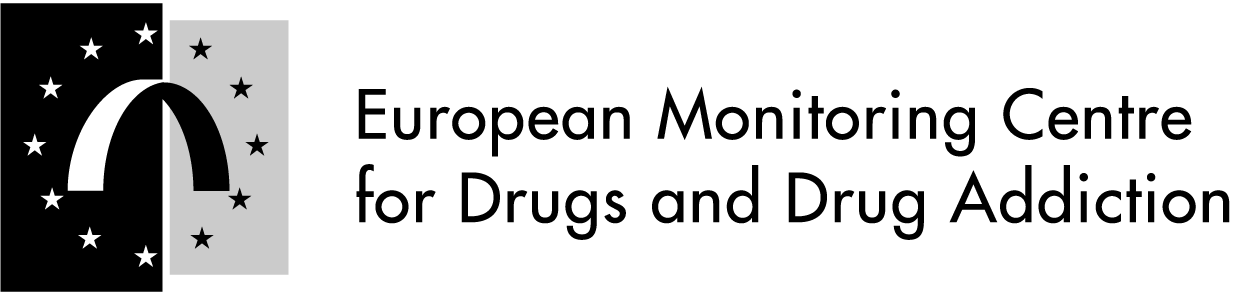 European Monitoring Centre
for Drugs and Drug Addiction